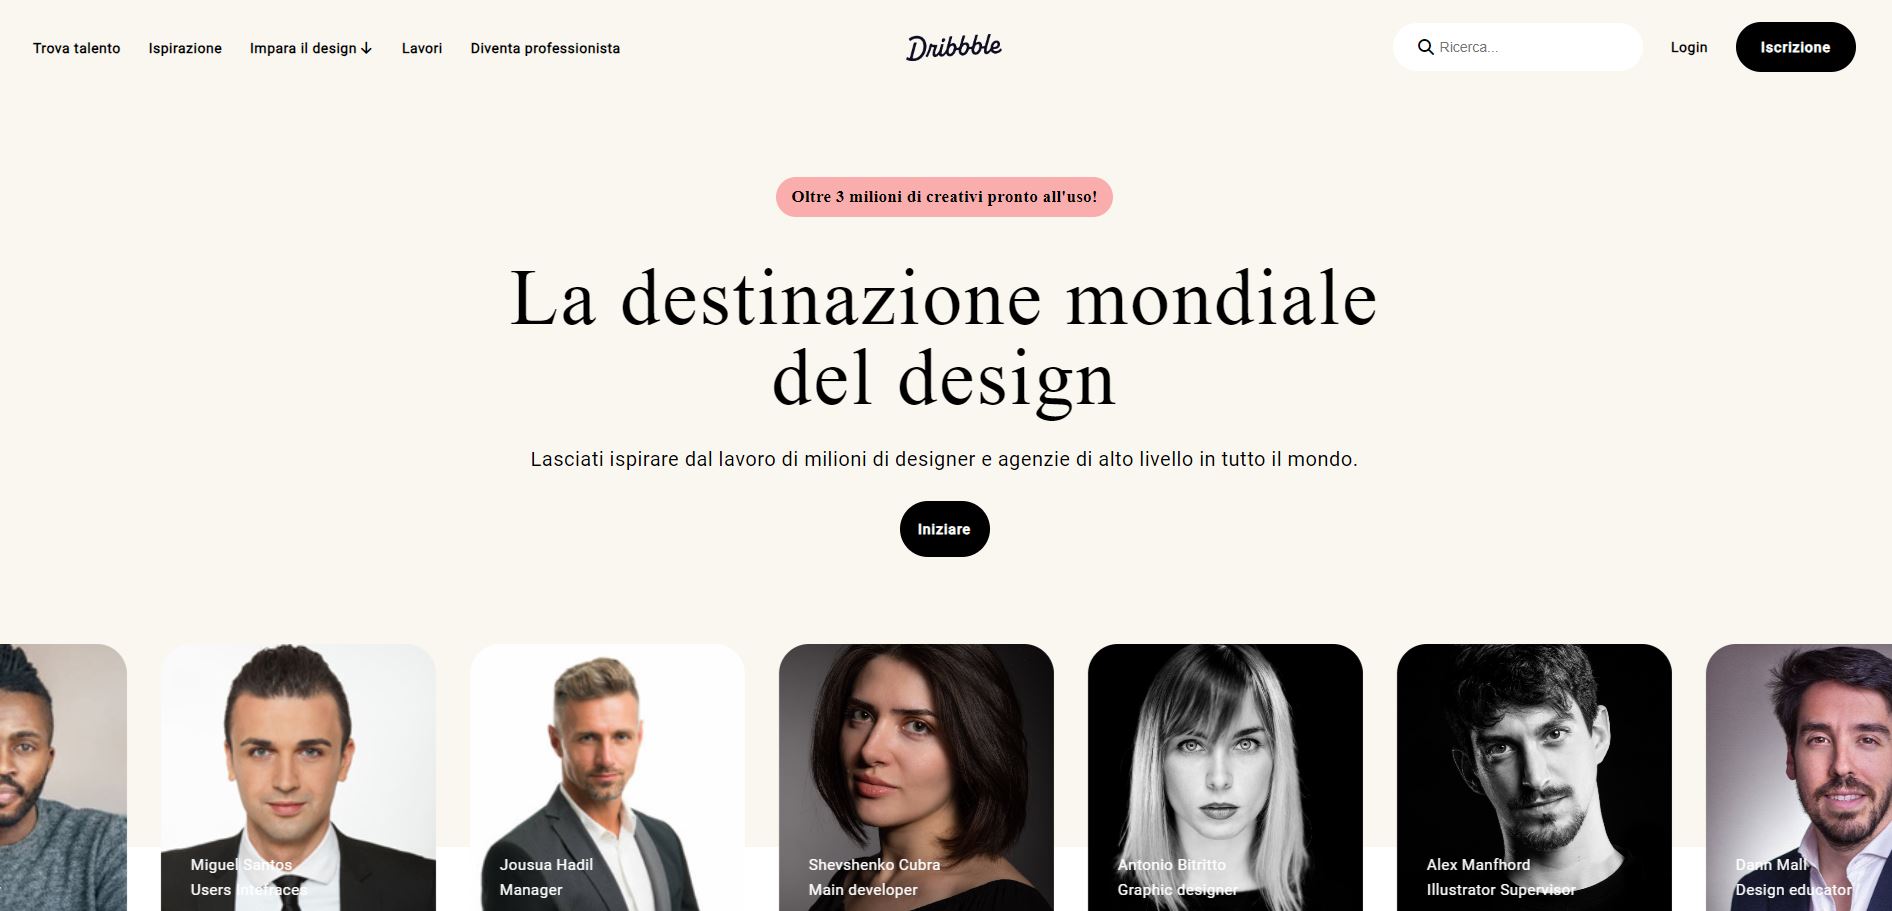 Trova talento
Ispirazione
Impara il design ↓
Lavori
Diventa professionista
Dribbble
Ricerca...
Login
Iscrizione
Oltre 3 milioni di creativi pronto all'uso!
La destinazione mondiale
del design
Lasciati ispirare dal lavoro di milioni di designer e agenzie di alto livello in tutto il mondo.
Iniziare
Miguel Santos
Users Intefraces
Jousua Hadil
Manager
Shevshenko Cubra
Main developer
Antonio Bitritto
Graphic designer
Alex Manfhord
Illustrator Supervisor
Dann Mall
Design educator